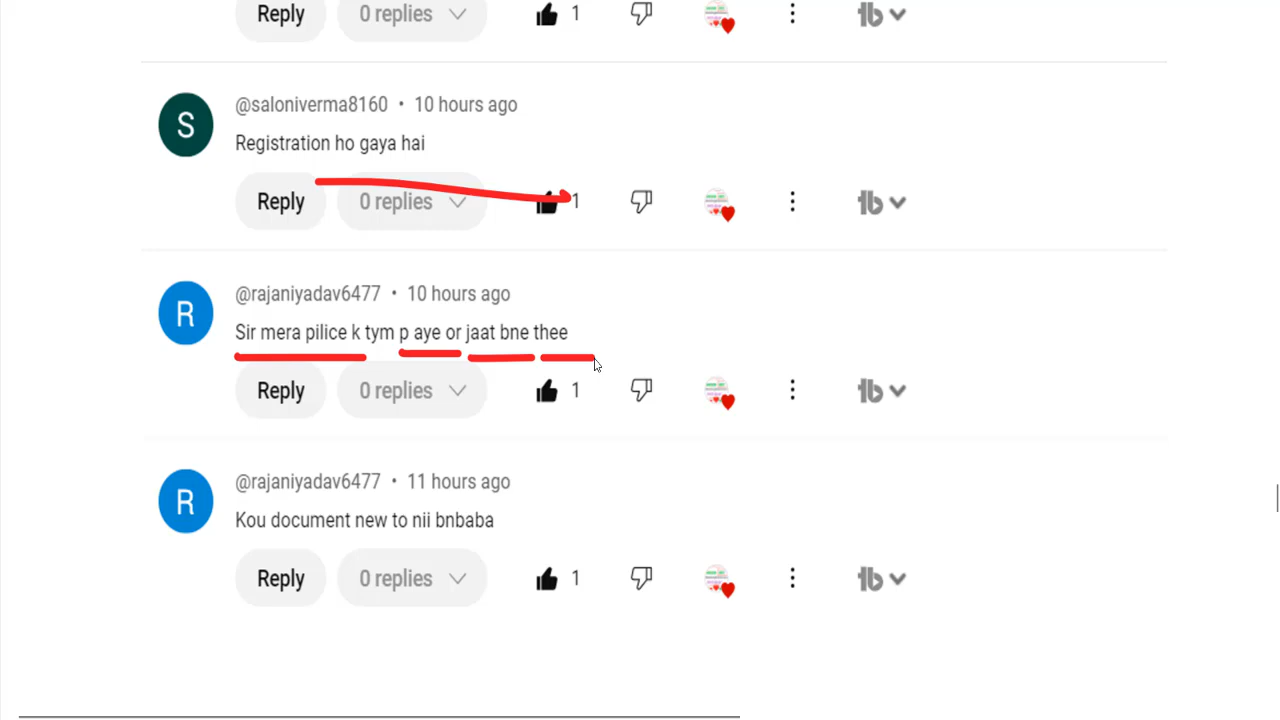 Reply 0 replies 1
S @saloniverma8160 • 10 hours ago
Registration ho gaya hai
Reply 0 replies 1
R @rajaniyadav6477 • 10 hours ago
Sir mera pilice k tym p aye or jaat bne thee
Reply 0 replies 1
R @rajaniyadav6477 • 11 hours ago
Kou document new to nii bnbaba
Reply 0 replies 1